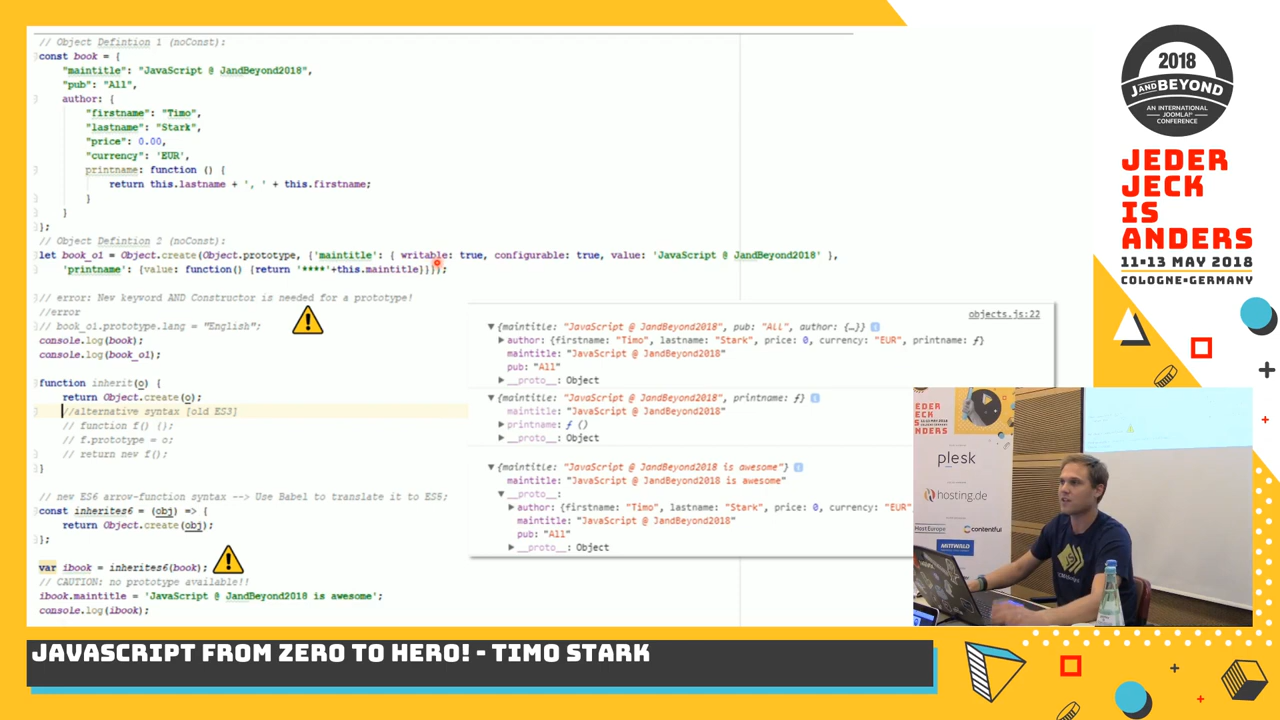 // Object Defintion 1 (noConst):
const book = {
"maintitle": "JavaScript @ JandBeyond2018",
"pub": "All",
author: {
"firstname": "Timo",
"lastname": "Stark",
"price": 0.00,
"currency": 'EUR',
printname: function () {
return this.lastname + ', ' + this.firstname;
}
}
};
// Object Defintion 2 (noConst):
let book_o1 = Object.create(Object.prototype, {'maintitle': { writable: true, configurable: true, value: 'JavaScript @ JandBeyond2018' },
'printname': {value: function() {return '****'+this.maintitle}}});
// error: New keyword AND Constructor is needed for a prototype!
//error
// book_o1.prototype.lang = "English";
console.log(book);
console.log(book_o1);
function inherit(o) {
return Object.create(o);
//alternative syntax [old ES3]
// function f() {};
// f.prototype = o;
// return new f();
}
// new ES6 arrow-function syntax --> Use Babel to translate it to ES5;
const inherites6 = (obj) => {
return Object.create(obj);
};
var ibook = inherites6(book);
// CAUTION: no prototype available!!
ibook.maintitle = 'JavaScript @ JandBeyond2018 is awesome';
console.log(ibook);
objects.js:22
▼{maintitle: "JavaScript @ JandBeyond2018", pub: "All", author: {…}}
▶author: {firstname: "Timo", lastname: "Stark", price: 0, currency: "EUR", printname: ƒ}
maintitle: "JavaScript @ JandBeyond2018"
pub: "All"
▶__proto__: Object
▼{maintitle: "JavaScript @ JandBeyond2018", printname: ƒ}
maintitle: "JavaScript @ JandBeyond2018"
▶printname: ƒ ()
▶__proto__: Object
▼{maintitle: "JavaScript @ JandBeyond2018 is awesome"}
maintitle: "JavaScript @ JandBeyond2018 is awesome"
▼__proto__:
▶author: {firstname: "Timo", lastname: "Stark", price: 0, currency: "EUR"
maintitle: "JavaScript @ JandBeyond2018"
pub: "All"
▶__proto__: Object
2018
JANDBEYOND
AN INTERNATIONAL
JOOMLA!
CONFERENCE
JEDER
JECK
IS
ANDERS
11-13 MAY 2018
COLOGNE-GERMANY
JEDER
JECK
IS
ANDERS
plesk
hosting.de
HostEurope
contentful
MITTWALD
JAVASCRIPT FROM ZERO TO HERO! - TIMO STARK